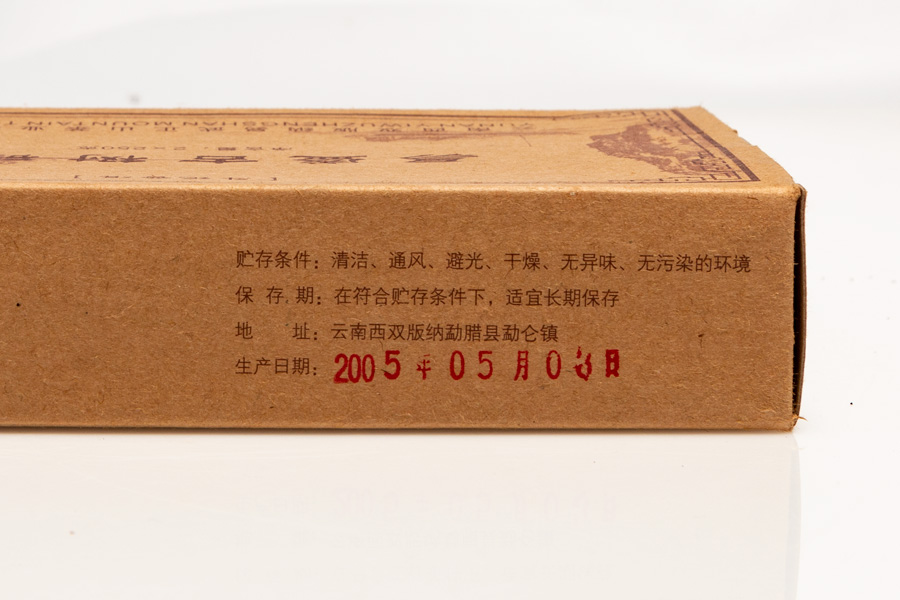 贮存条件：清洁、通风、避光、干燥、无异味、无污染的环境
保存期：在符合贮存条件下，适宜长期保存
地址：云南西双版纳勐腊县勐仑镇
生产日期：2005年05月03日